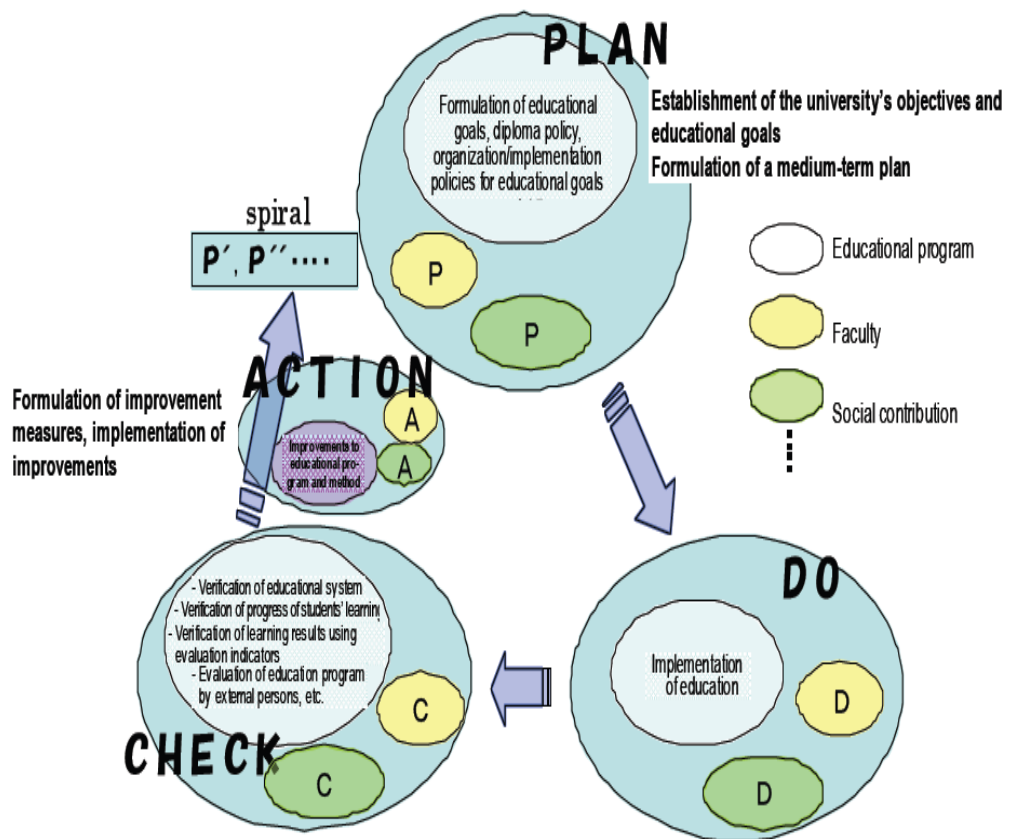 PLAN
Formulation of educational
goals, diploma policy,
organization/implementation
policies for educational goals
P
P
Establishment of the university's objectives and
educational goals
Formulation of a medium-term plan
spiral
P′, P′′ ····
Educational program
Faculty
Social contribution
ACTION
A
A
Improvements to
educational pro-
gram and method
Formulation of improvement
measures, implementation of
improvements
- Verification of educational system
- Verification of progress of students' learning
- Verification of learning results using
evaluation indicators
- Evaluation of education program
by external persons, etc.
C
C
CHECK
DO
Implementation
of education
D
D